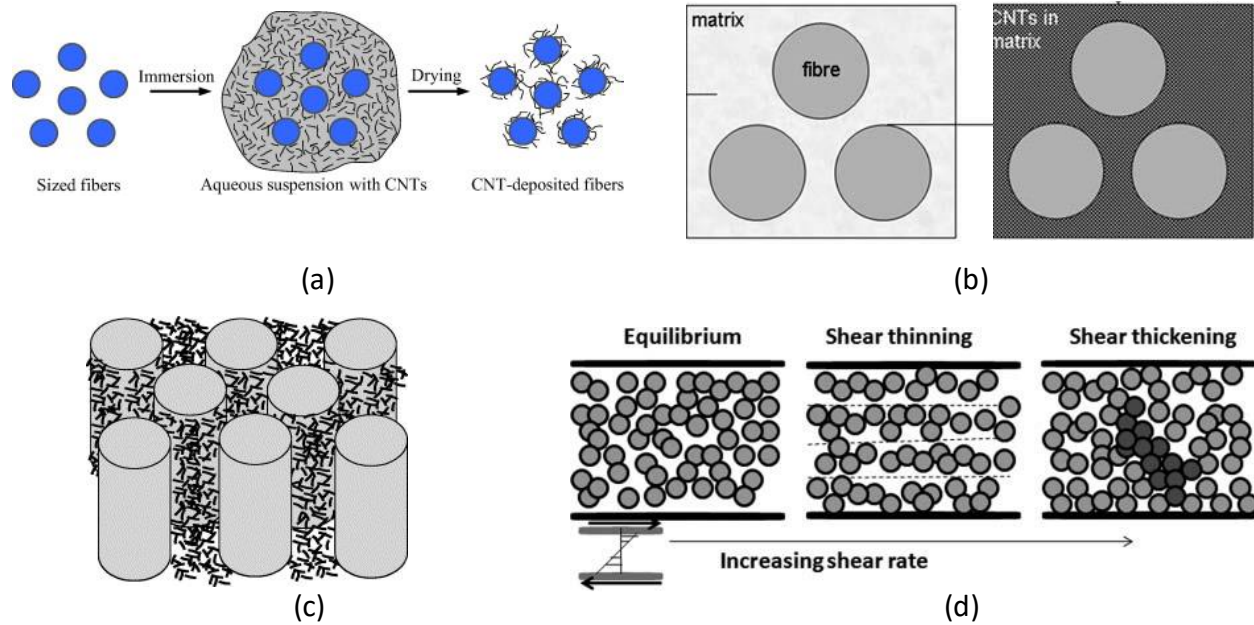 Immersion
Drying
Sized fibers
Aqueous suspension with CNTs
CNT-deposited fibers
(a)
matrix
fibre
CNTs in
matrix
(b)
(c)
Equilibrium
Shear thinning
Shear thickening
Increasing shear rate
(d)